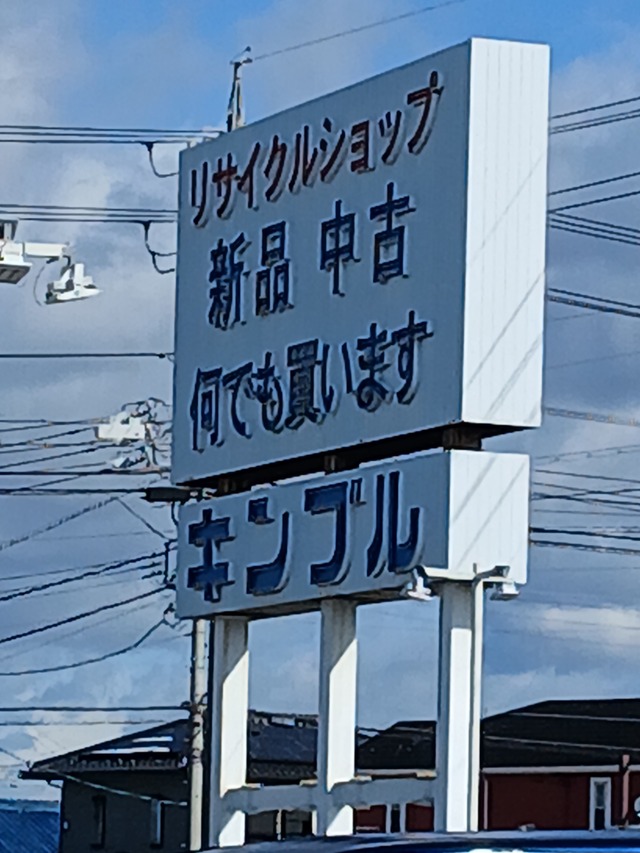 リサイクルショップ
新品 中古
何でも買います
キンブル